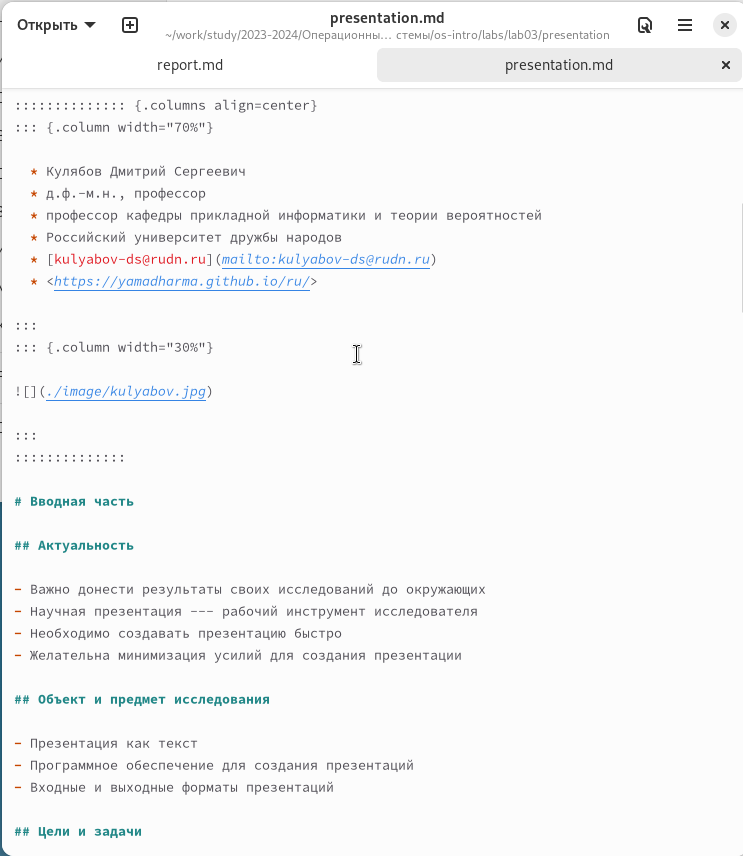 Открыть
presentation.md
~/work/study/2023-2024/Операционны... стемы/os-intro/labs/lab03/presentation
report.md
presentation.md
:::::::::::::: {.columns align=center}
::: {.column width="70%"}
* Кулябов Дмитрий Сергеевич
* д.ф.-м.н., профессор
* профессор кафедры прикладной информатики и теории вероятностей
* Российский университет дружбы народов
* [kulyabov-ds@rudn.ru](mailto:kulyabov-ds@rudn.ru)
* <https://yamadharma.github.io/ru/>
:::
::: {.column width="30%"}
![](./image/kulyabov.jpg)
:::
::::::::::::::
# Вводная часть
## Актуальность
- Важно донести результаты своих исследований до окружающих
- Научная презентация --- рабочий инструмент исследователя
- Необходимо создавать презентацию быстро
- Желательна минимизация усилий для создания презентации
## Объект и предмет исследования
- Презентация как текст
- Программное обеспечение для создания презентаций
- Входные и выходные форматы презентаций
## Цели и задачи